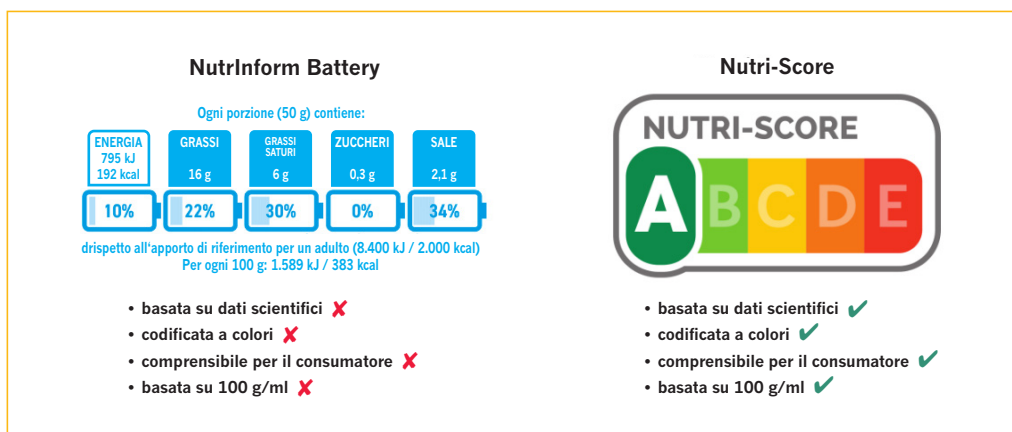 NutrInform Battery
Ogni porzione (50 g) contiene:
ENERGIA
795 kJ
192 kcal
GRASSI
16 g
GRASSI
SATURI
6 g
ZUCCHERI
0,3 g
SALE
2,1 g
10%
22%
30%
0%
34%
drispetto all'apporto di riferimento per un adulto (8.400 kJ / 2.000 kcal)
Per ogni 100 g: 1.589 kJ / 383 kcal
• basata su dati scientifici ✘
• codificata a colori ✘
• comprensibile per il consumatore ✘
• basata su 100 g/ml ✘
Nutri-Score
NUTRI-SCORE
A B C D E
• basata su dati scientifici ✔
• codificata a colori ✔
• comprensibile per il consumatore ✔
• basata su 100 g/ml ✔